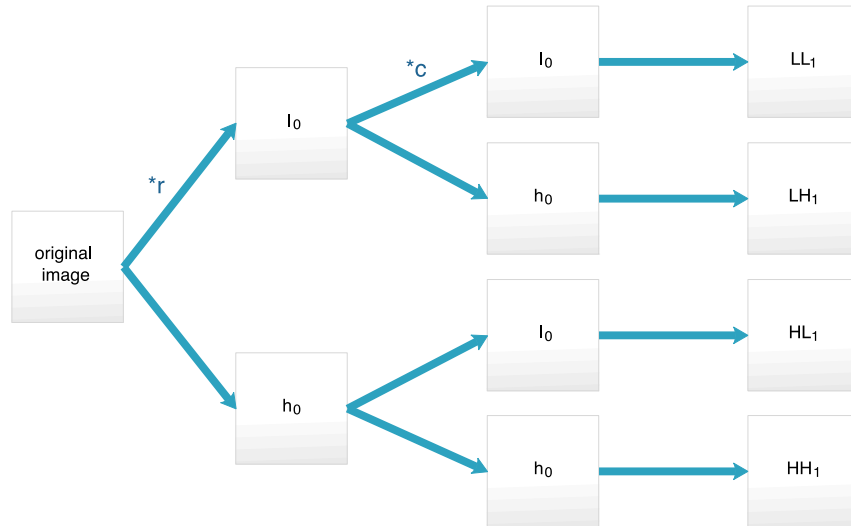 *c
l₀
LL₁
l₀
*r
h₀
LH₁
original
image
l₀
HL₁
h₀
h₀
HH₁